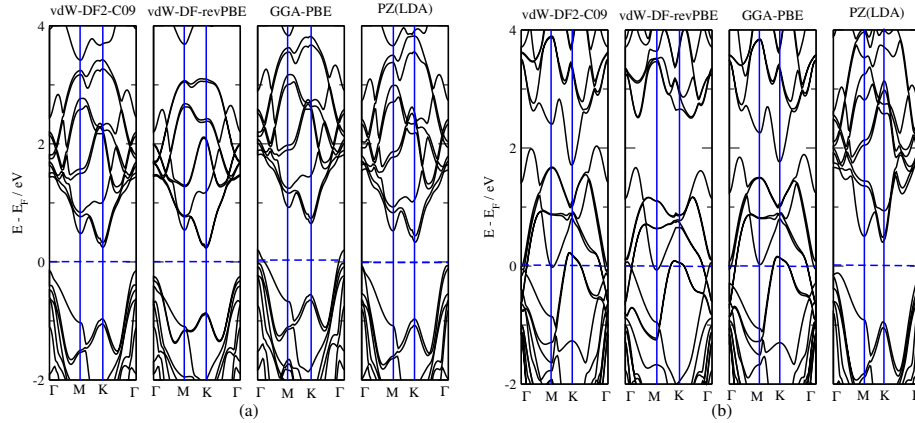 vdW-DF2-C09 vdW-DF-revPBE GGA-PBE PZ(LDA)
4
2
0
-2
E - E_F / eV
Γ M K Γ Γ M K Γ Γ M K Γ Γ M K Γ
(a)
vdW-DF2-C09 vdW-DF-revPBE GGA-PBE PZ(LDA)
4
2
0
-2
E - E_F / eV
Γ M K Γ Γ M K Γ Γ M K Γ Γ M K Γ
(b)